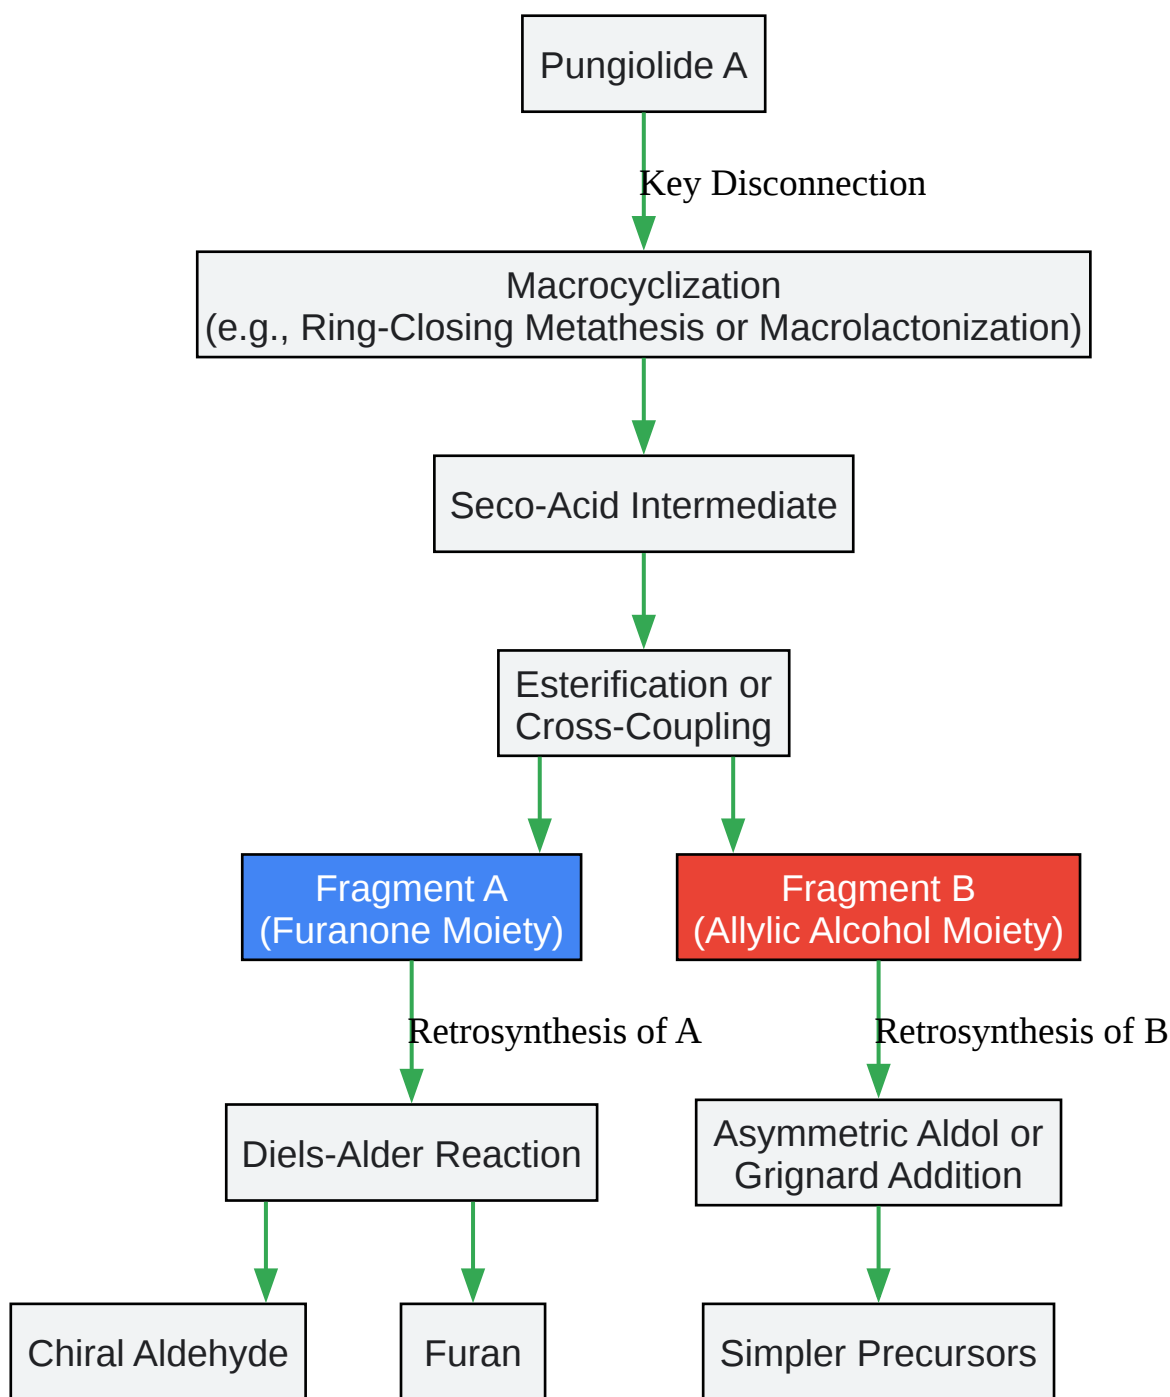 Pungiolide A
Key Disconnection
Macrocyclization
(e.g., Ring-Closing Metathesis or Macrolactonization)
Seco-Acid Intermediate
Esterification or
Cross-Coupling
Fragment A
(Furanone Moiety)
Fragment B
(Allylic Alcohol Moiety)
Retrosynthesis of A
Retrosynthesis of B
Diels-Alder Reaction
Asymmetric Aldol or
Grignard Addition
Chiral Aldehyde
Furan
Simpler Precursors